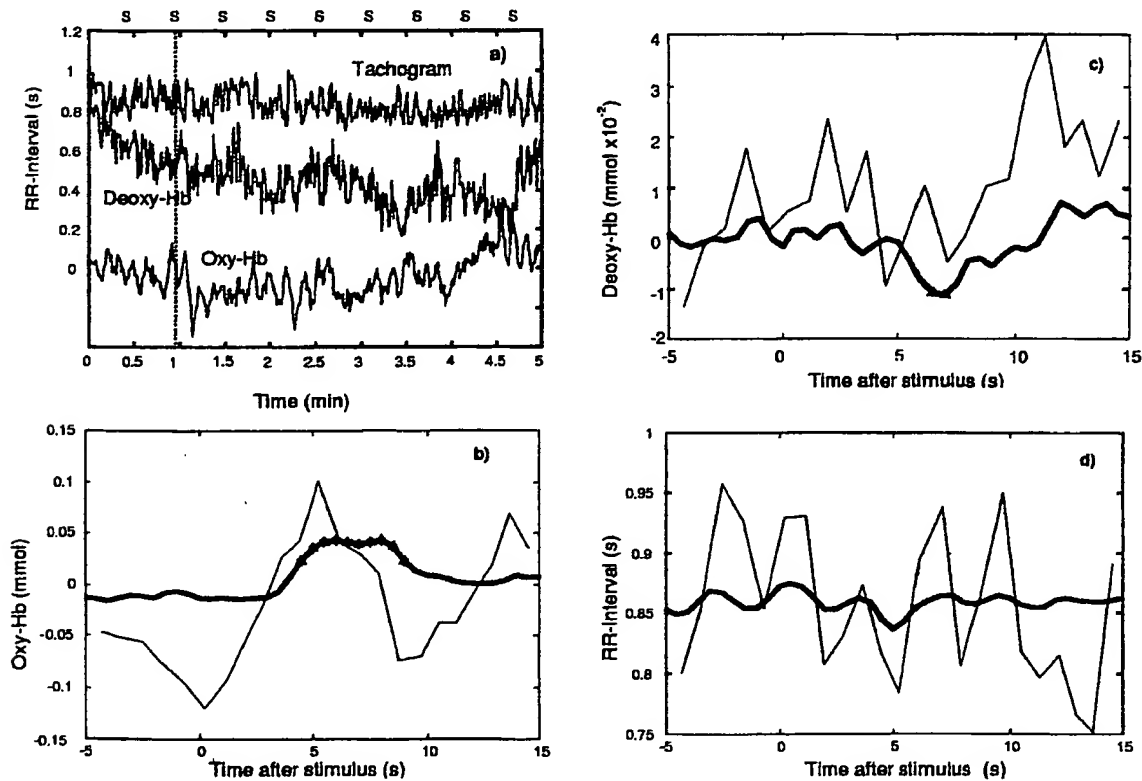 S S S S S S S S S
1.2
1
0.8
0.6
0.4
0.2
0
RR-Interval (s)
a)
Tachogram
Deoxy-Hb
Oxy-Hb
0 0.5 1 1.5 2 2.5 3 3.5 4 4.5 5
Time (min)
4
3
2
1
0
-1
-2
Deoxy-Hb (mmol x10-2)
c)
-5 0 5 10 15
Time after stimulus (s)
0.15
0.1
0.05
0
-0.05
-0.1
-0.15
Oxy-Hb (mmol)
b)
-5 0 5 10 15
Time after stimulus (s)
1
0.95
0.9
0.85
0.8
0.75
RR-Interval (s)
d)
-5 0 5 10 15
Time after stimulus (s)